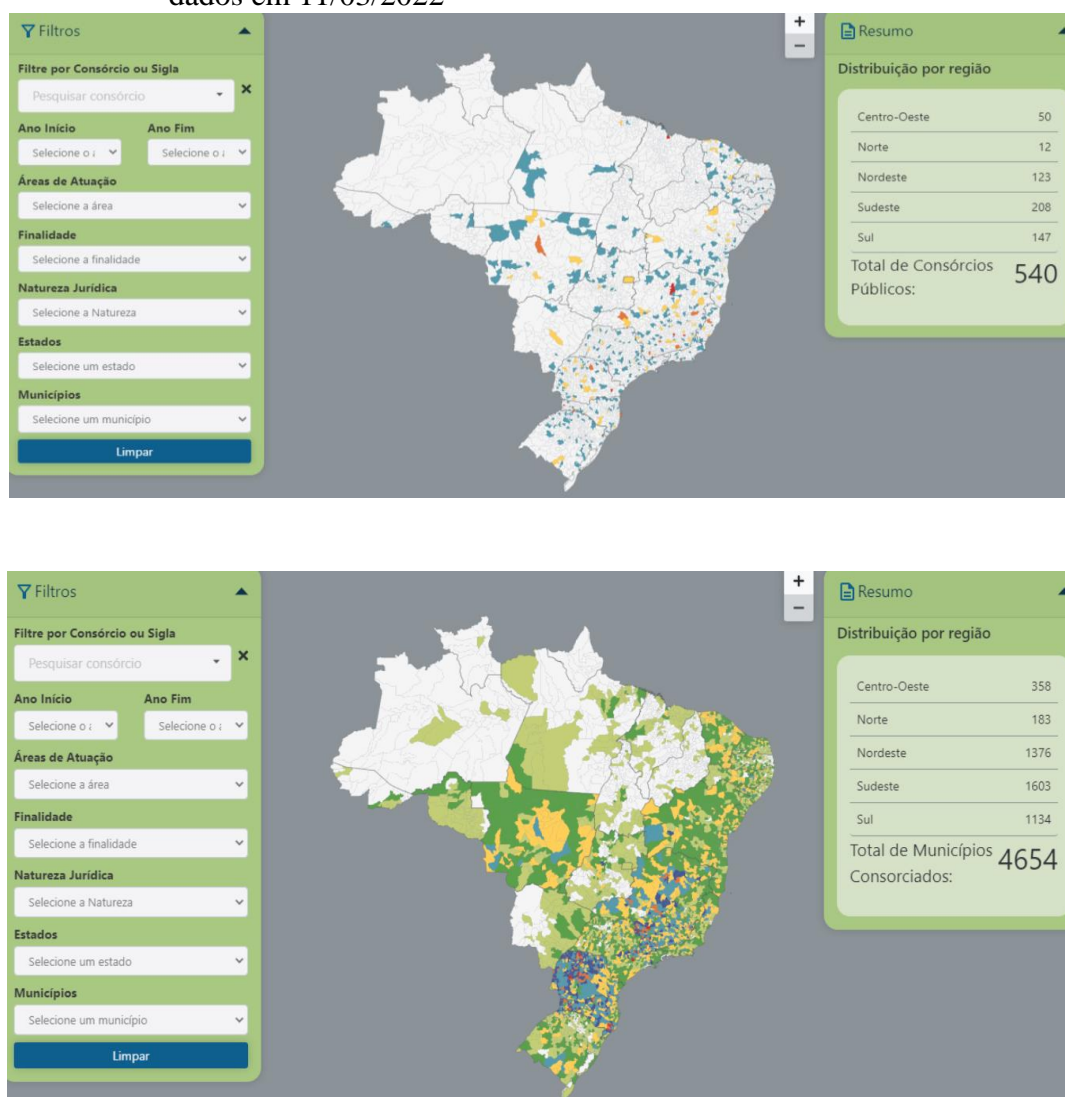 dados em 11/03/2022
Filtros
Filtre por Consórcio ou Sigla
Pesquisar consórcio
Ano Início Ano Fim
Selecione o a Selecione o a
Áreas de Atuação
Selecione a área
Finalidade
Selecione a finalidade
Natureza Jurídica
Selecione a Natureza
Estados
Selecione um estado
Municípios
Selecione um município
Limpar
+
−
Resumo
Distribuição por região
Centro-Oeste 50
Norte 12
Nordeste 123
Sudeste 208
Sul 147
Total de Consórcios Públicos: 540
Filtros
Filtre por Consórcio ou Sigla
Pesquisar consórcio
Ano Início Ano Fim
Selecione o a Selecione o a
Áreas de Atuação
Selecione a área
Finalidade
Selecione a finalidade
Natureza Jurídica
Selecione a Natureza
Estados
Selecione um estado
Municípios
Selecione um município
Limpar
+
−
Resumo
Distribuição por região
Centro-Oeste 358
Norte 183
Nordeste 1376
Sudeste 1603
Sul 1134
Total de Municípios Consorciados: 4654